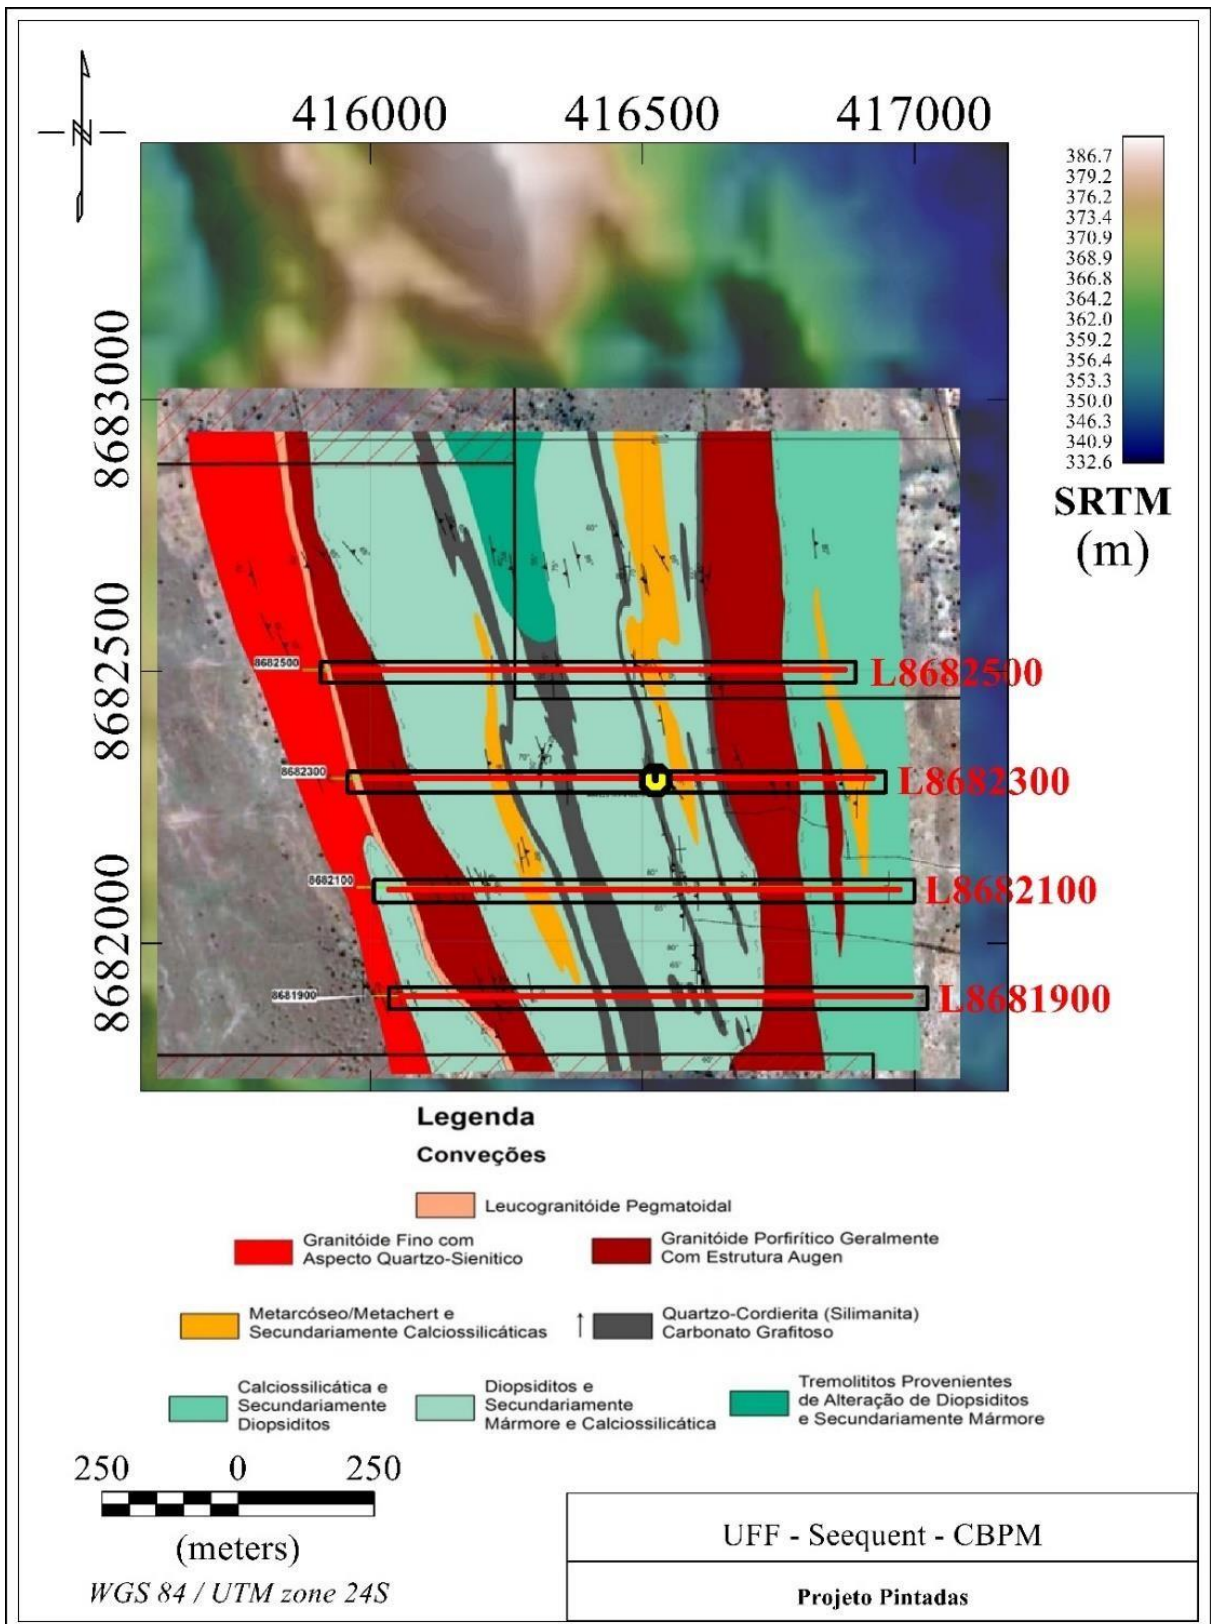 N
416000 416500 417000
386.7
379.2
376.2
373.4
370.9
368.9
366.8
364.2
362.0
359.2
356.4
353.3
350.0
346.3
340.9
332.6
SRTM
(m)
8683000
8682500
8682000
8682500
L8682500
8682300
L8682300
8682100
L8682100
8681900
L8681900
Legenda
Conveções
Leucogranitóide Pegmatoidal
Granitóide Fino com
Aspecto Quartzo-Sienitico
Granitóide Porfirítico Geralmente
Com Estrutura Augen
Metarcóseo/Metachert e
Secundariamente Calciossilicáticas
Quartzo-Cordierita (Silimanita)
Carbonato Grafitoso
Calciossilicática e
Secundariamente
Diopsiditos
Diopsiditos e
Secundariamente
Mármore e Calciossilicática
Tremolititos Provenientes
de Alteração de Diopsiditos
e Secundariamente Mármore
250 0 250
(meters)
WGS 84 / UTM zone 24S
UFF - Seequent - CBPM
Projeto Pintadas